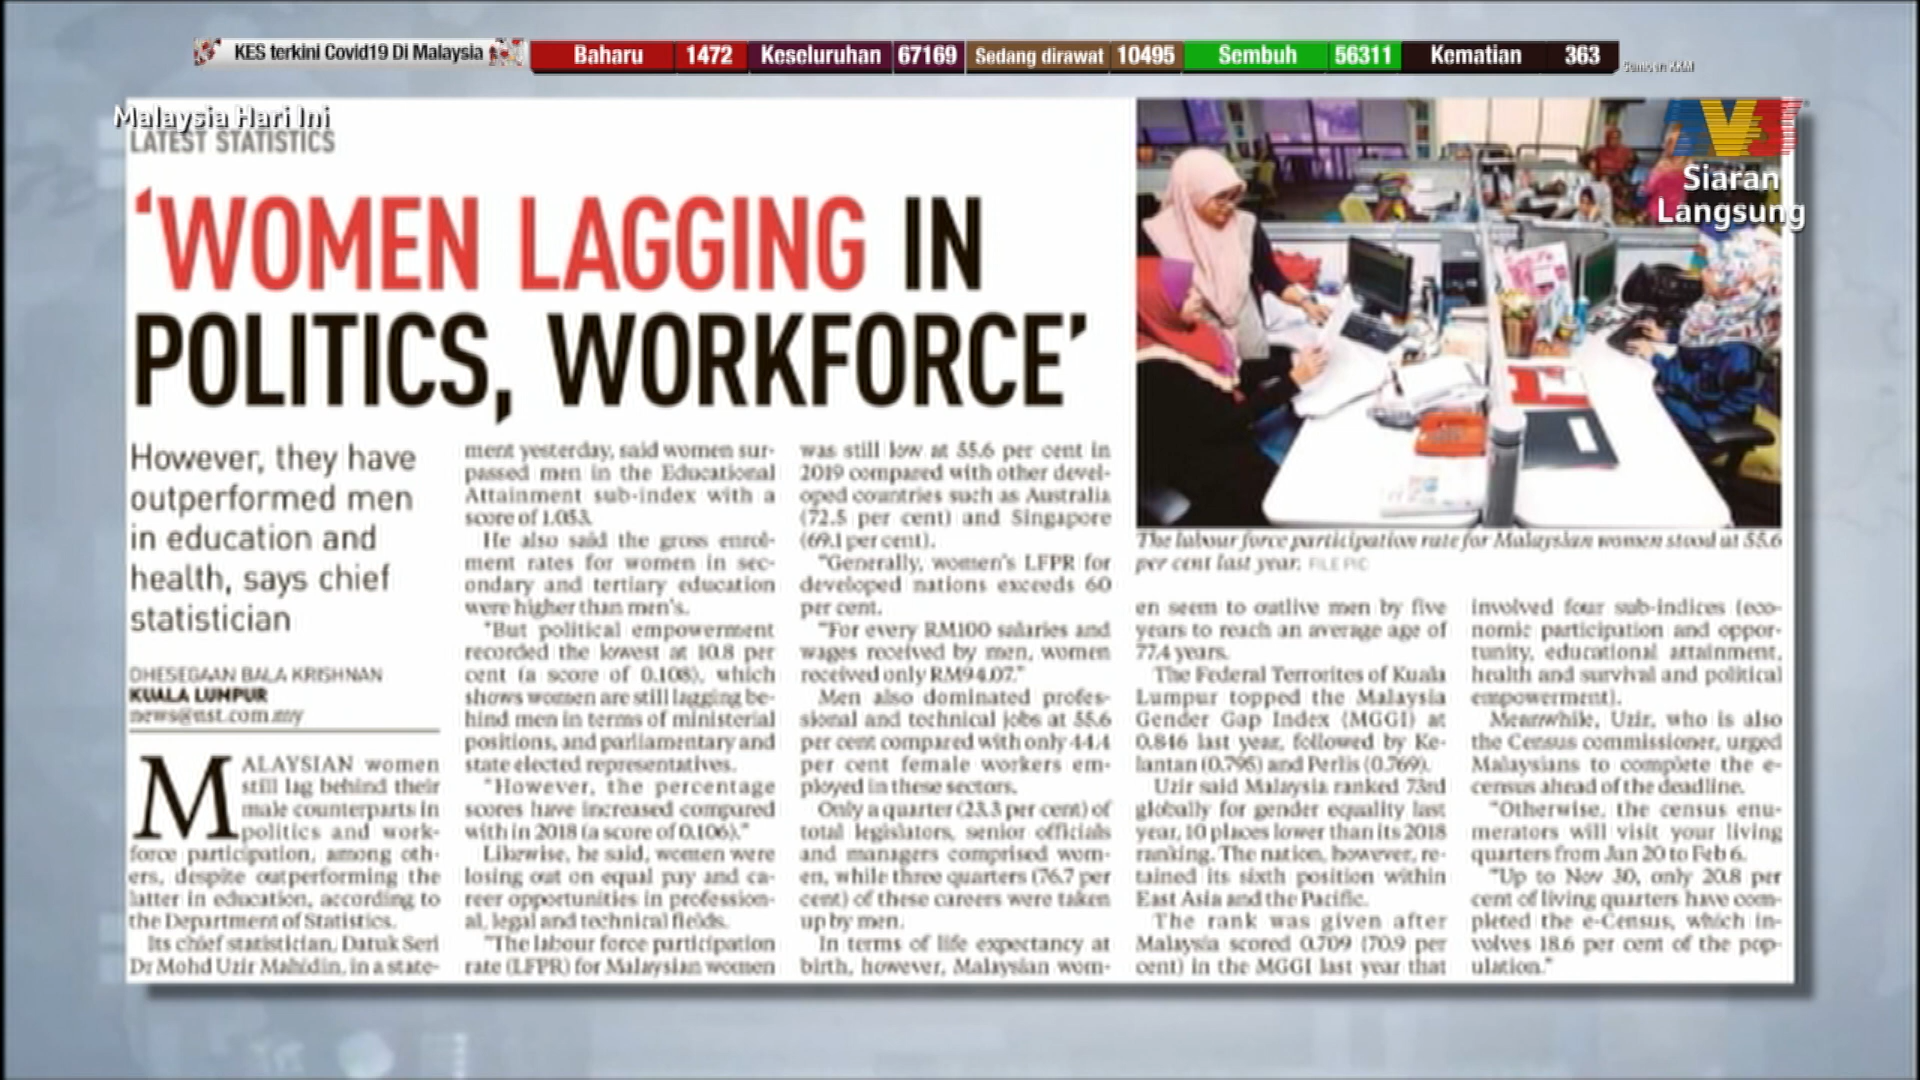 KES terkini Covid19 Di Malaysia Baharu 1472 Keseluruhan 67169 Sedang dirawat 10495 Sembuh 56311 Kematian 363
Sumber: KKM
Malaysia Hari Ini
LATEST STATISTICS
Siaran
Langsung
‘WOMEN LAGGING IN
POLITICS, WORKFORCE’
However, they have
outperformed men
in education and
health, says chief
statistician
DHESEGAAN BALA KRISHNAN
KUALA LUMPUR
news@nst.com.my
MALAYSIAN women
still lag behind their
male counterparts in
politics and work-
force participation, among oth-
ers, despite outperforming the
latter in education, according to
the Department of Statistics.
Its chief statistician, Datuk Seri
Dr Mohd Uzir Mahidin, in a state-
ment yesterday, said women sur-
passed men in the Educational
Attainment sub-index with a
score of 1.053.
He also said the gross enrol-
ment rates for women in sec-
ondary and tertiary education
were higher than men's.
"But political empowerment
recorded the lowest at 10.8 per
cent (a score of 0.108), which
shows women are still lagging be-
hind men in terms of ministerial
positions, and parliamentary and
state elected representatives.
"However, the percentage
scores have increased compared
with in 2018 (a score of 0.106)."
Likewise, he said, women were
losing out on equal pay and ca-
reer opportunities in profession-
al, legal and technical fields.
"The labour force participation
rate (LFPR) for Malaysian women
was still low at 55.6 per cent in
2019 compared with other devel-
oped countries such as Australia
(72.5 per cent) and Singapore
(69.1 per cent).
"Generally, women's LFPR for
developed nations exceeds 60
per cent.
"For every RM100 salaries and
wages received by men, women
received only RM94.07."
Men also dominated profes-
sional and technical jobs at 55.6
per cent compared with only 44.4
per cent female workers em-
ployed in these sectors.
Only a quarter (23.3 per cent) of
total legislators, senior officials
and managers comprised wom-
en, while three quarters (76.7 per
cent) of these careers were taken
up by men.
In terms of life expectancy at
birth, however, Malaysian wom-
The labour force participation rate for Malaysian women stood at 55.6
per cent last year. FILE PIC
en seem to outlive men by five
years to reach an average age of
77.4 years.
The Federal Terrorites of Kuala
Lumpur topped the Malaysia
Gender Gap Index (MGGI) at
0.846 last year, followed by Ke-
lantan (0.795) and Perlis (0.769).
Uzir said Malaysia ranked 73rd
globally for gender equality last
year, 10 places lower than its 2018
ranking. The nation, however, re-
tained its sixth position within
East Asia and the Pacific.
The rank was given after
Malaysia scored 0.709 (70.9 per
cent) in the MGGI last year that
involved four sub-indices (eco-
nomic participation and oppor-
tunity, educational attainment,
health and survival and political
empowerment).
Meanwhile, Uzir, who is also
the Census commissioner, urged
Malaysians to complete the e-
census ahead of the deadline.
"Otherwise, the census enu-
merators will visit your living
quarters from Jan 20 to Feb 6.
"Up to Nov 30, only 20.8 per
cent of living quarters have com-
pleted the e-Census, which in-
volves 18.6 per cent of the pop-
ulation."